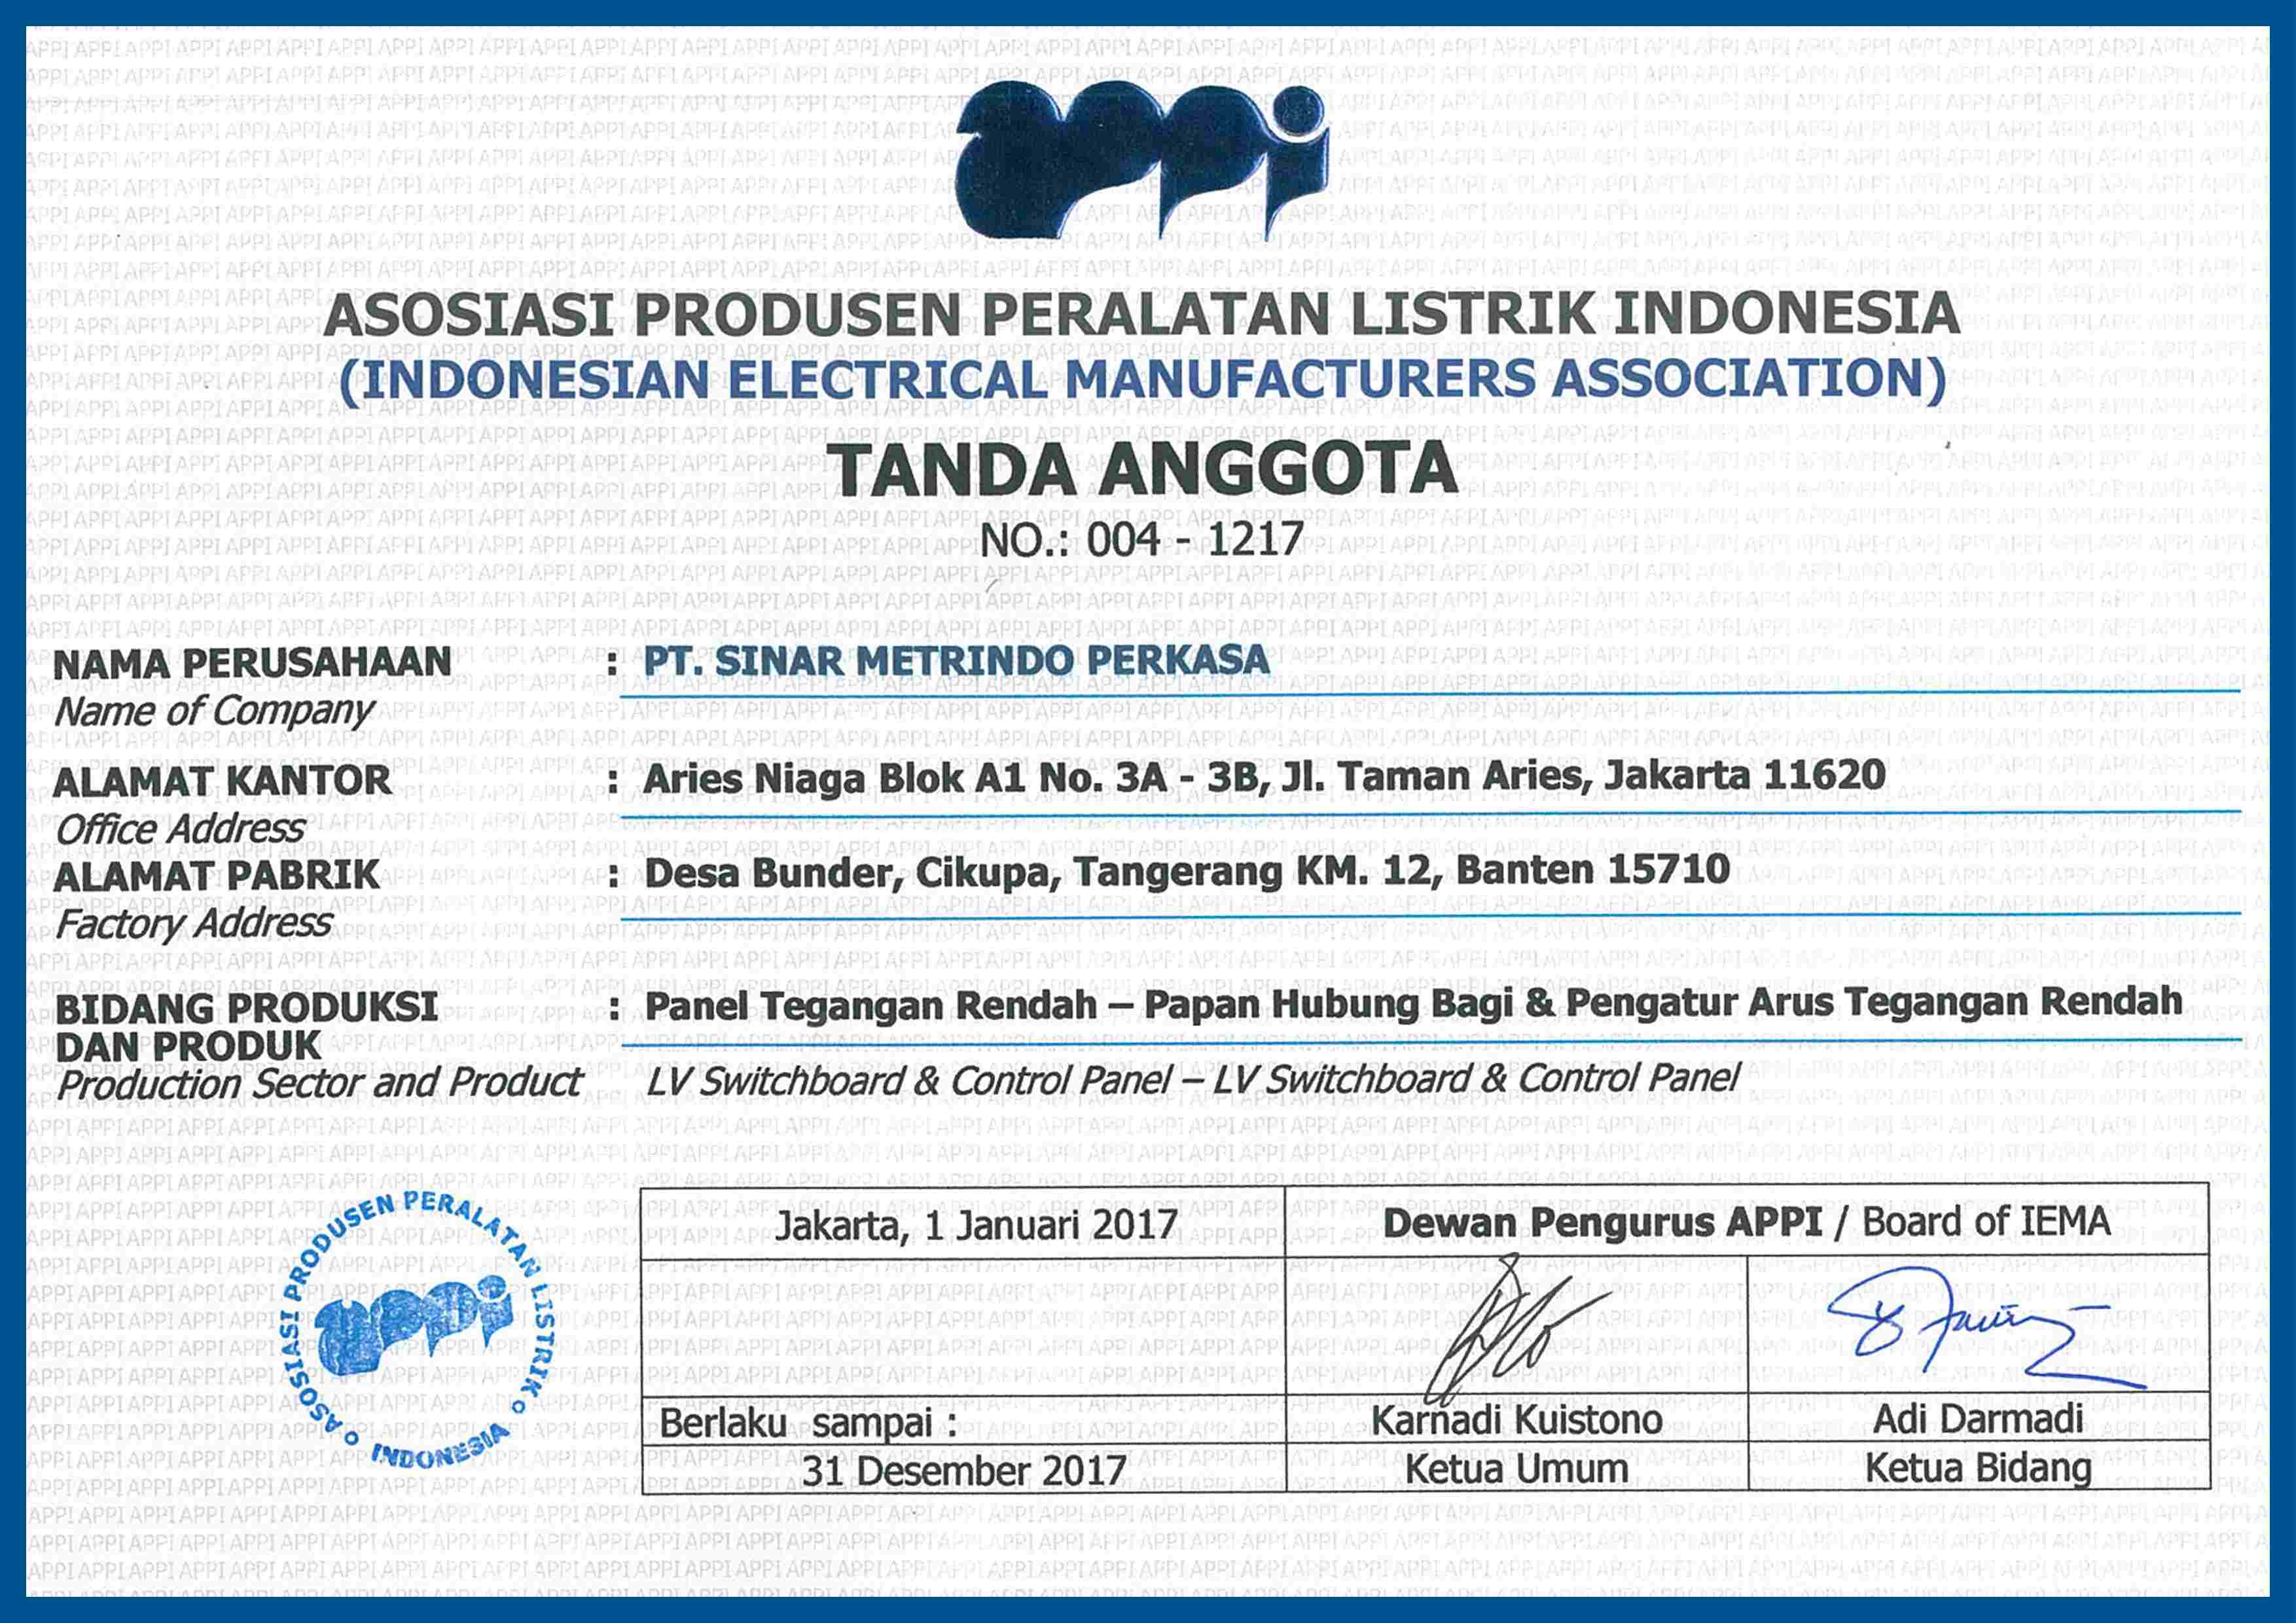 appi
ASOSIASI PRODUSEN PERALATAN LISTRIK INDONESIA
(INDONESIAN ELECTRICAL MANUFACTURERS ASSOCIATION)
TANDA ANGGOTA
NO.: 004 - 1217
NAMA PERUSAHAAN : PT. SINAR METRINDO PERKASA
Name of Company
ALAMAT KANTOR : Aries Niaga Blok A1 No. 3A - 3B, Jl. Taman Aries, Jakarta 11620
Office Address
ALAMAT PABRIK : Desa Bunder, Cikupa, Tangerang KM. 12, Banten 15710
Factory Address
BIDANG PRODUKSI : Panel Tegangan Rendah – Papan Hubung Bagi & Pengatur Arus Tegangan Rendah
DAN PRODUK
Production Sector and Product LV Switchboard & Control Panel – LV Switchboard & Control Panel
ASOSIASI PRODUSEN PERALATAN LISTRIK
INDONESIA
appi
Jakarta, 1 Januari 2017 Dewan Pengurus APPI / Board of IEMA
Berlaku sampai : Karnadi Kuistono Adi Darmadi
31 Desember 2017 Ketua Umum Ketua Bidang